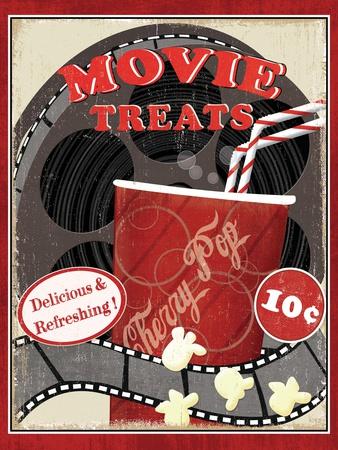 MOVIE
TREATS
Cherry Pop
Delicious &
Refreshing!
10¢